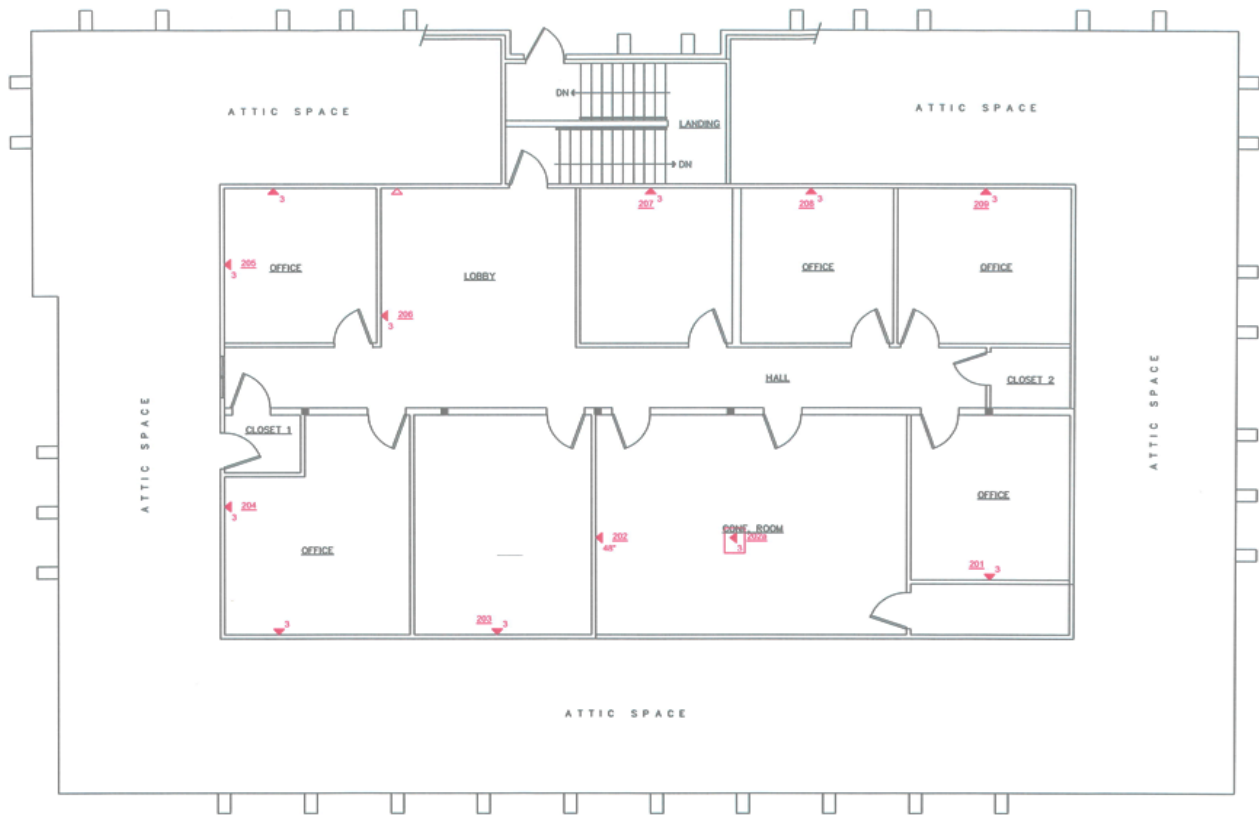 ATTIC SPACE
ATTIC SPACE
DN
LANDING
DN
3
207
3
208
3
209
3
205
3
OFFICE
LOBBY
OFFICE
OFFICE
206
3
HALL
CLOSET 2
CLOSET 1
ATTIC SPACE
ATTIC SPACE
204
3
OFFICE
202
48"
CONF. ROOM
202a
3
OFFICE
201
3
3
203
3
ATTIC SPACE